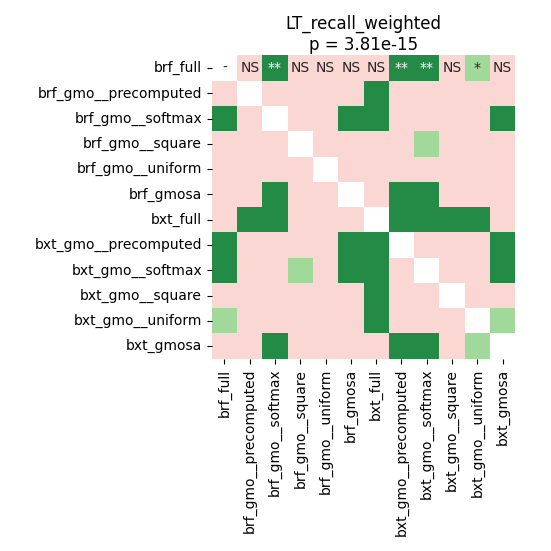 LT_recall_weighted
p = 3.81e-15
brf_full - NS ** NS NS NS NS ** ** NS * NS
brf_gmo__precomputed
brf_gmo__softmax
brf_gmo__square
brf_gmo__uniform
brf_gmosa
bxt_full
bxt_gmo__precomputed
bxt_gmo__softmax
bxt_gmo__square
bxt_gmo__uniform
bxt_gmosa
brf_full
brf_gmo__precomputed
brf_gmo__softmax
brf_gmo__square
brf_gmo__uniform
brf_gmosa
bxt_full
bxt_gmo__precomputed
bxt_gmo__softmax
bxt_gmo__square
bxt_gmo__uniform
bxt_gmosa